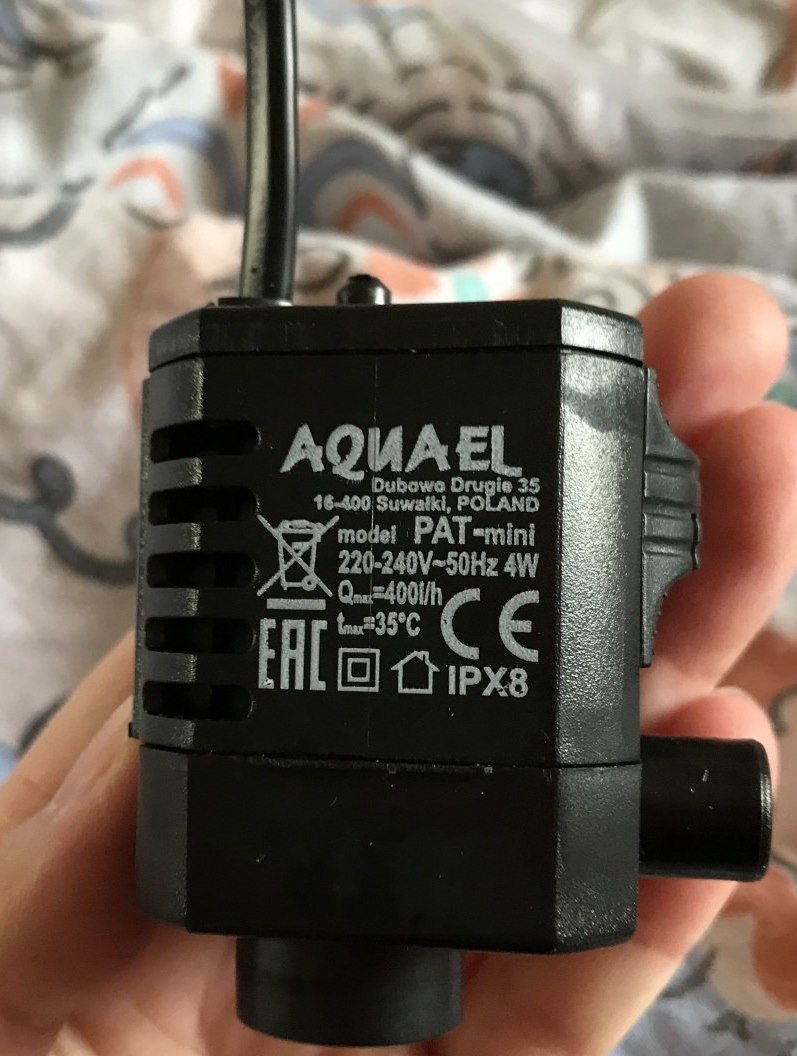 AQUAEL
Dubowo Drugie 35
16-400 Suwałki, POLAND
model PAT-mini
220-240V~50Hz 4W
Qmax=400l/h
tmax=35°C
CE
EAC
IPX8